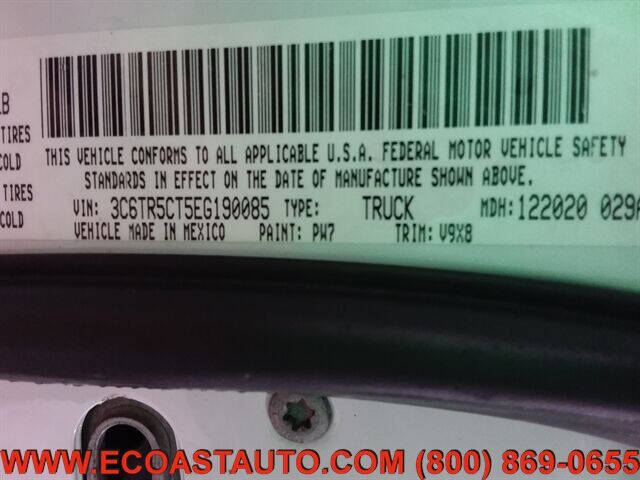 LB
TIRES
COLD
TIRES
COLD
THIS VEHICLE CONFORMS TO ALL APPLICABLE U.S.A. FEDERAL MOTOR VEHICLE SAFETY
STANDARDS IN EFFECT ON THE DATE OF MANUFACTURE SHOWN ABOVE.
VIN: 3C6TR5CT5EG190085 TYPE: TRUCK MDH:122020 029A
VEHICLE MADE IN MEXICO PAINT: PW7 TRIM: V9X8
WWW.ECOASTAUTO.COM (800) 869-0655